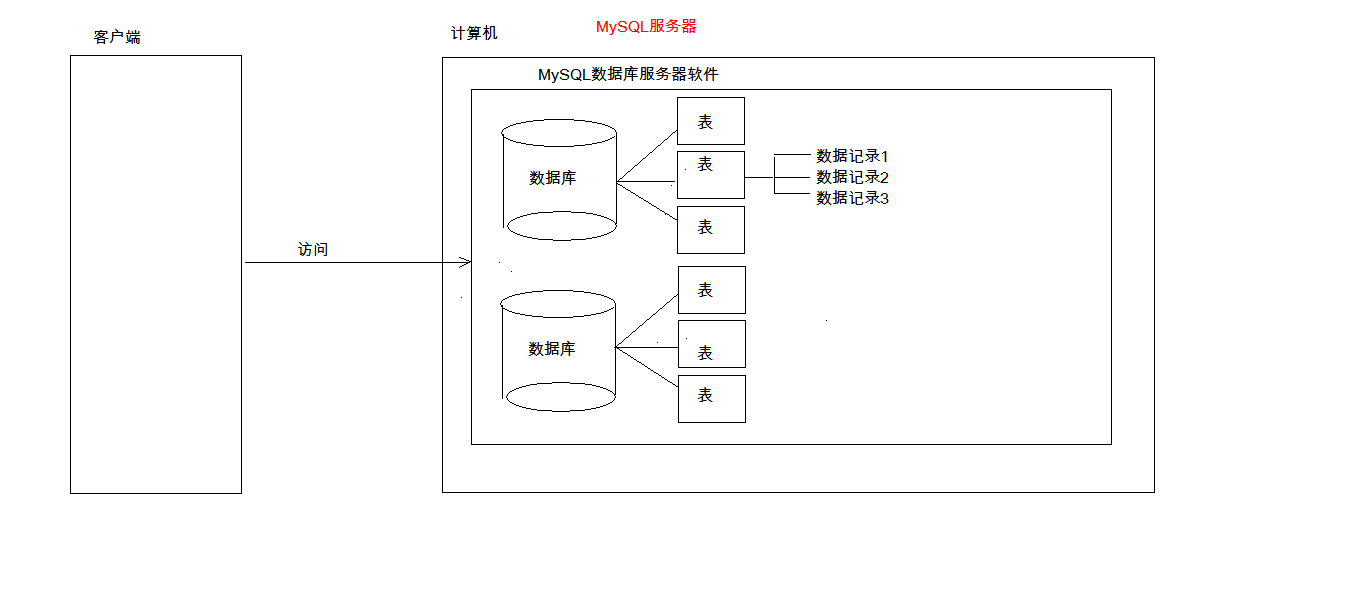 客户端
计算机
MySQL服务器
MySQL数据库服务器软件
表
数据库
表
数据记录1
数据记录2
数据记录3
表
访问
表
数据库
表
表